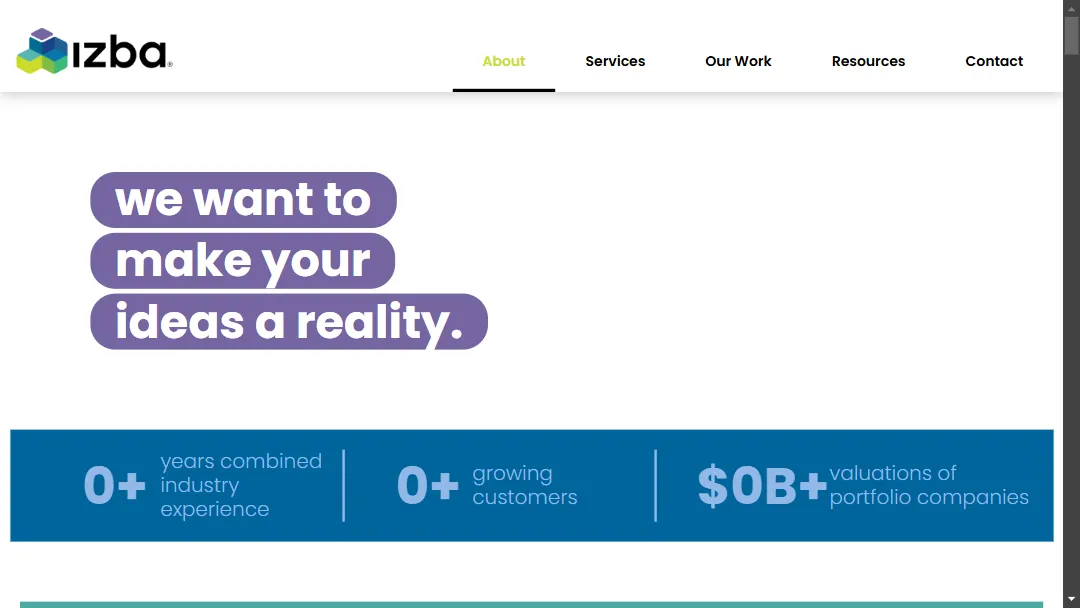 ızba®
About
Services
Our Work
Resources
Contact
we want to
make your
ideas a reality.
0+
years combined
industry
experience
0+
growing
customers
$0B+
valuations of
portfolio companies